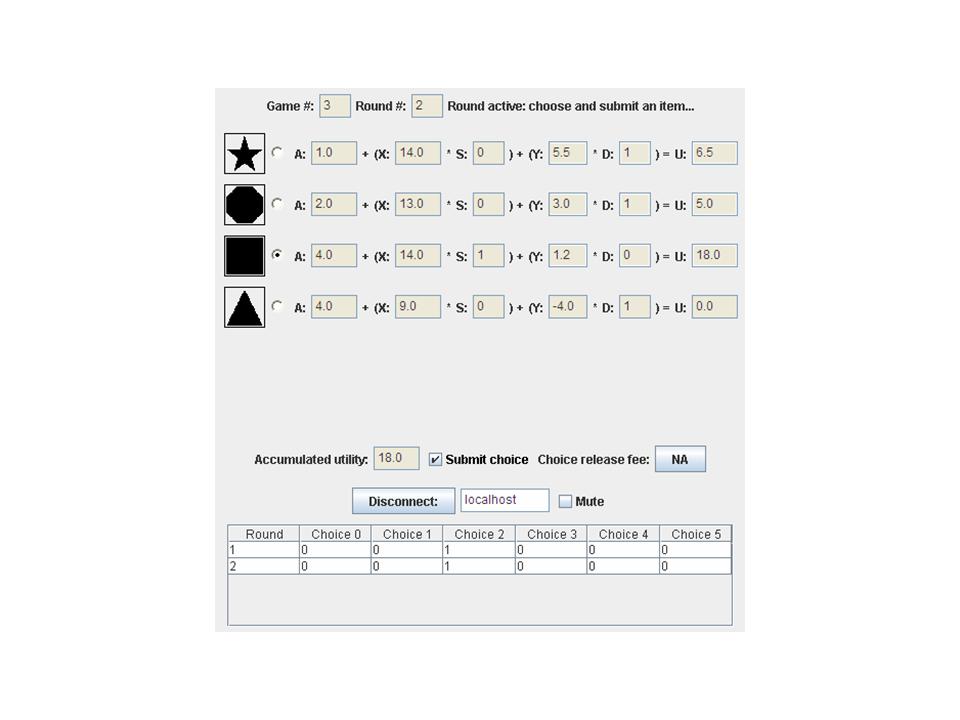 Game #: 3 Round #: 2 Round active: choose and submit an item...
A: 1.0 + (X: 14.0 * S: 0 ) + (Y: 5.5 * D: 1 ) = U: 6.5
A: 2.0 + (X: 13.0 * S: 0 ) + (Y: 3.0 * D: 1 ) = U: 5.0
A: 4.0 + (X: 14.0 * S: 1 ) + (Y: 1.2 * D: 0 ) = U: 18.0
A: 4.0 + (X: 9.0 * S: 0 ) + (Y: -4.0 * D: 1 ) = U: 0.0
Accumulated utility: 18.0 Submit choice Choice release fee: NA
Disconnect: localhost Mute
Round Choice 0 Choice 1 Choice 2 Choice 3 Choice 4 Choice 5
1 0 0 1 0 0 0
2 0 0 1 0 0 0